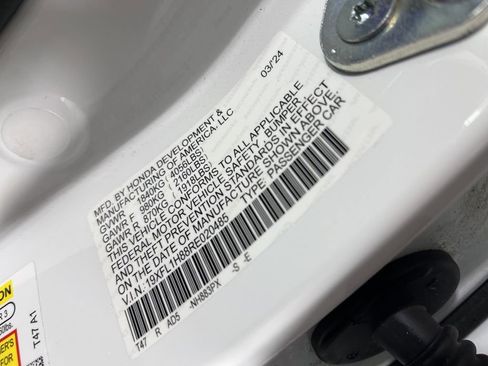 MFD. BY HONDA DEVELOPMENT &
MANUFACTURING OF AMERICA, LLC 03/'24
GVWR 1840KG ( 4056LBS)
GAWR F 980KG ( 2160LBS)
GAWR R 870KG ( 1918LBS)
THIS VEHICLE CONFORMS TO ALL APPLICABLE
FEDERAL MOTOR VEHICLE SAFETY, BUMPER,
AND THEFT PREVENTION STANDARDS IN EFFECT
ON THE DATE OF MANUFACTURE SHOWN ABOVE.
V.I.N.:19XFL1H88RE020485 TYPE:PASSENGER CAR
T47 R AD5 -NH883PX -S -E
T47 A1